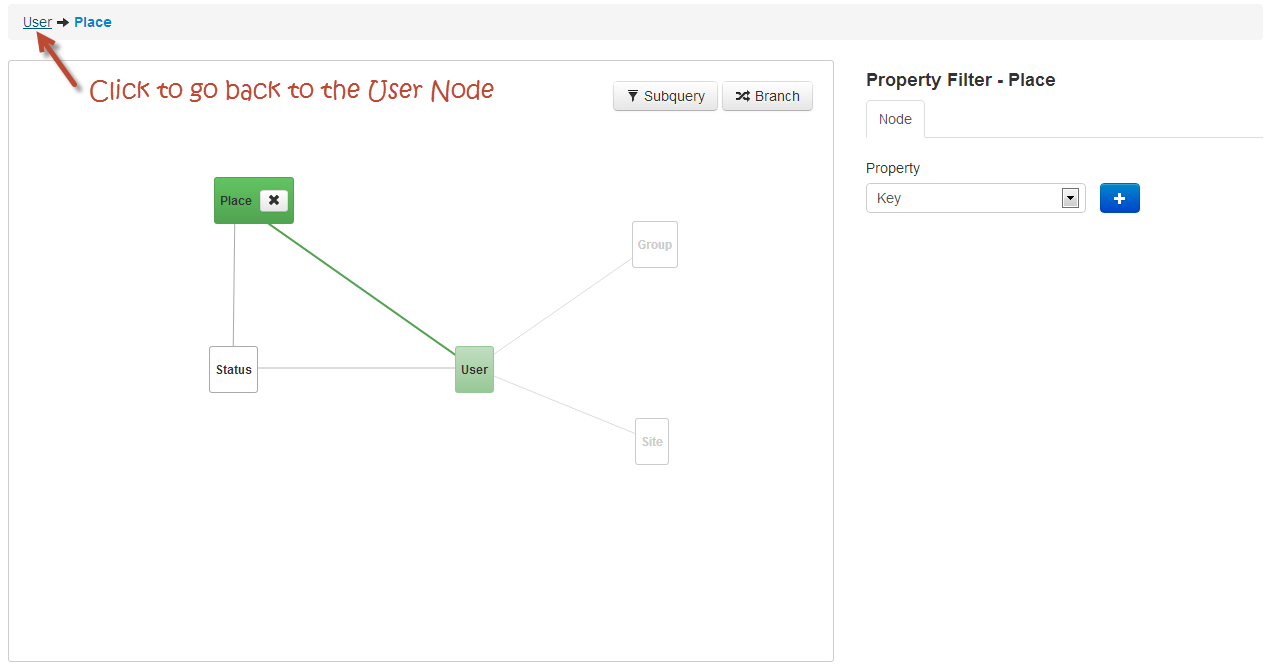 User Place
Click to go back to the User Node
Subquery
Branch
Property Filter - Place
Node
Property
Key
Place
Group
Status
User
Site